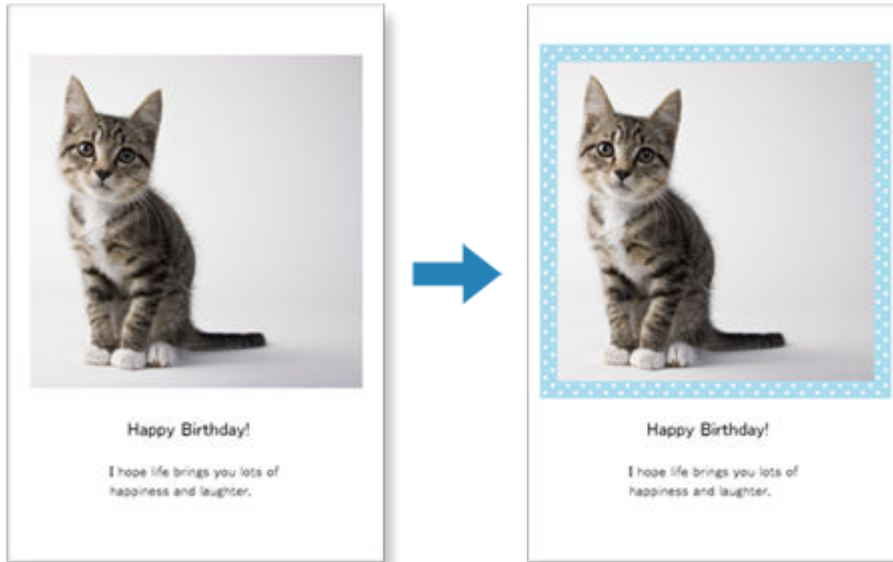 Happy Birthday!
I hope life brings you lots of
happiness and laughter.
Happy Birthday!
I hope life brings you lots of
happiness and laughter.